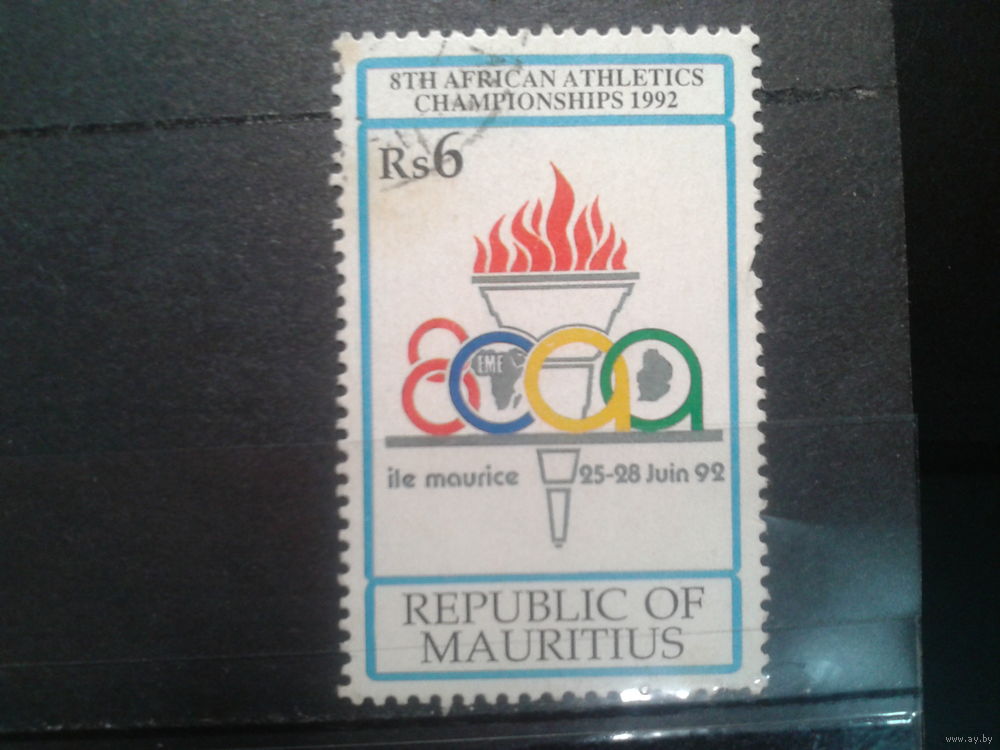 8TH AFRICAN ATHLETICS
CHAMPIONSHIPS 1992
Rs6
8caa
EME
ile maurice
25-28 Juin 92
REPUBLIC OF
MAURITIUS
www.ay.by